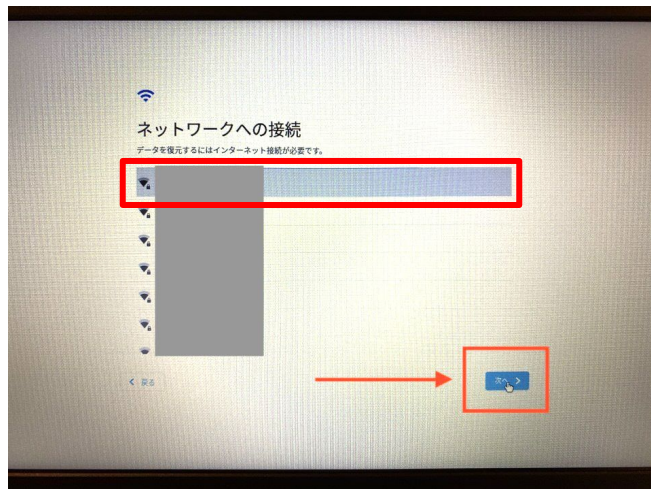 ネットワークへの接続
データを復元するにはインターネット接続が必要です。
戻る
次へ